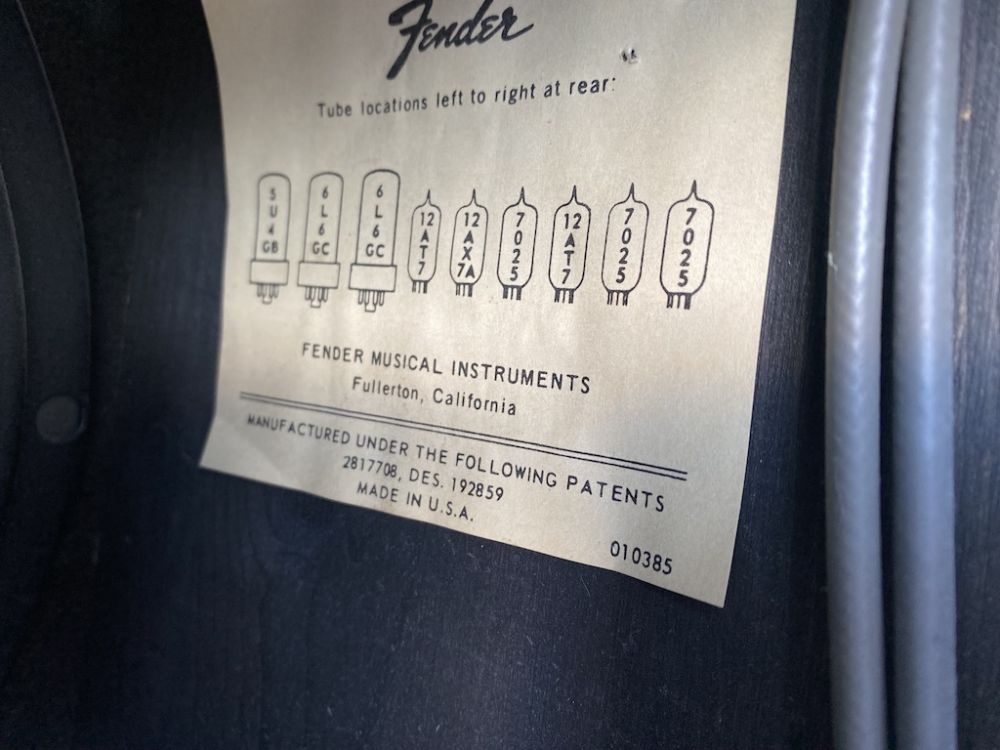 Fender
Tube locations left to right at rear:
5U4GB 6L6GC 6L6GC 12AT7 12AX7A 7025 12AT7 7025 7025
FENDER MUSICAL INSTRUMENTS
Fullerton, California
MANUFACTURED UNDER THE FOLLOWING PATENTS
2817708, DES. 192859
MADE IN U.S.A.
010385